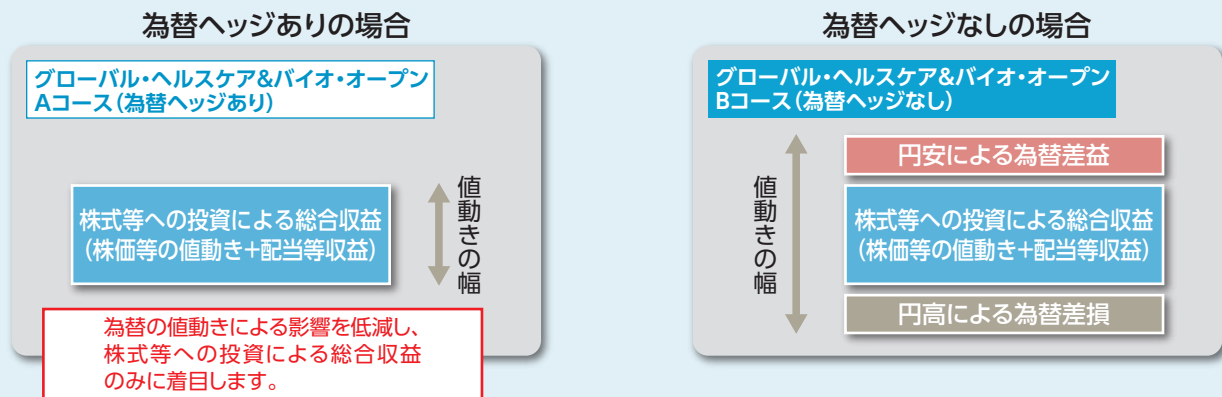 為替ヘッジありの場合
グローバル・ヘルスケア&バイオ・オープン
Aコース(為替ヘッジあり)
株式等への投資による総合収益
(株価等の値動き+配当等収益)
値動きの幅
為替の値動きによる影響を低減し、
株式等への投資による総合収益
のみに着目します。
為替ヘッジなしの場合
グローバル・ヘルスケア&バイオ・オープン
Bコース(為替ヘッジなし)
値動きの幅
円安による為替差益
株式等への投資による総合収益
(株価等の値動き+配当等収益)
円高による為替差損